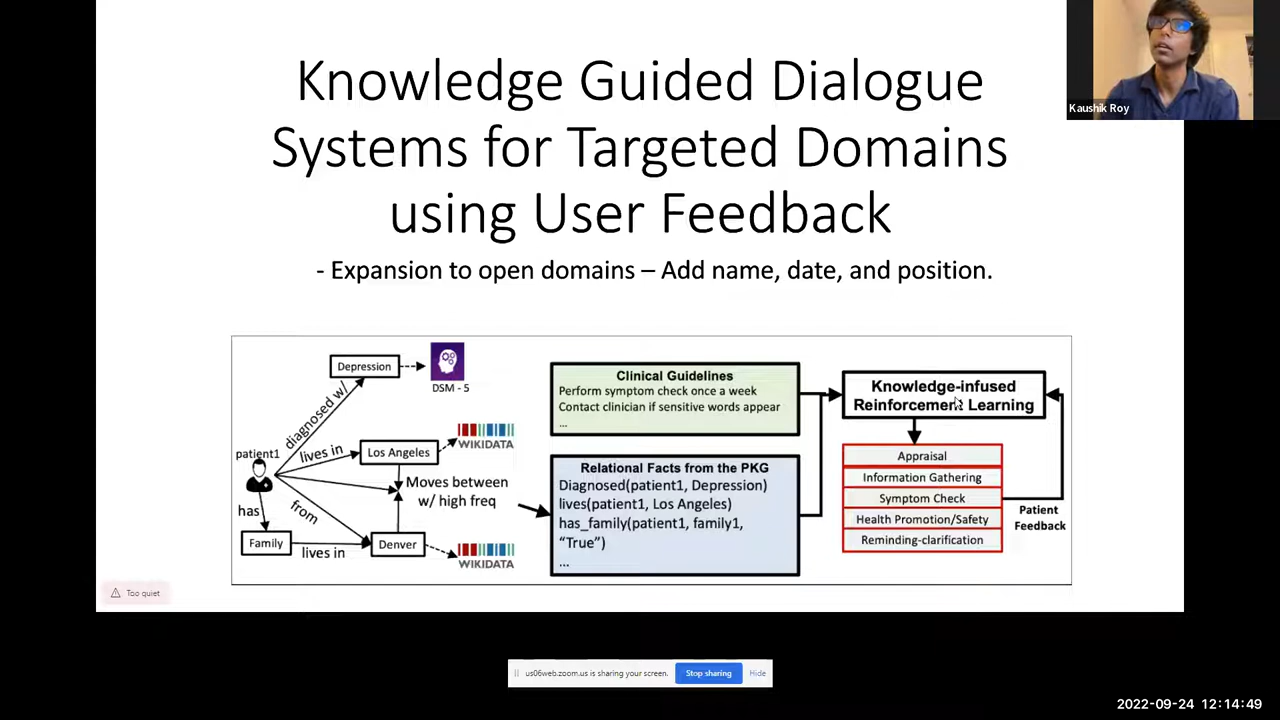 Knowledge Guided Dialogue
Systems for Targeted Domains
using User Feedback
- Expansion to open domains – Add name, date, and position.
Kaushik Roy
Depression
DSM - 5
diagnosed w/
patient1
lives in
Los Angeles
WIKIDATA
Moves between
w/ high freq
has
from
Family
lives in
Denver
WIKIDATA
Clinical Guidelines
Perform symptom check once a week
Contact clinician if sensitive words appear
...
Relational Facts from the PKG
Diagnosed(patient1, Depression)
lives(patient1, Los Angeles)
has_family(patient1, family1,
“True”)
...
Knowledge-infused
Reinforcement Learning
Appraisal
Information Gathering
Symptom Check
Health Promotion/Safety
Reminding-clarification
Patient
Feedback
Too quiet
us06web.zoom.us is sharing your screen.
Stop sharing
Hide
2022-09-24 12:14:49